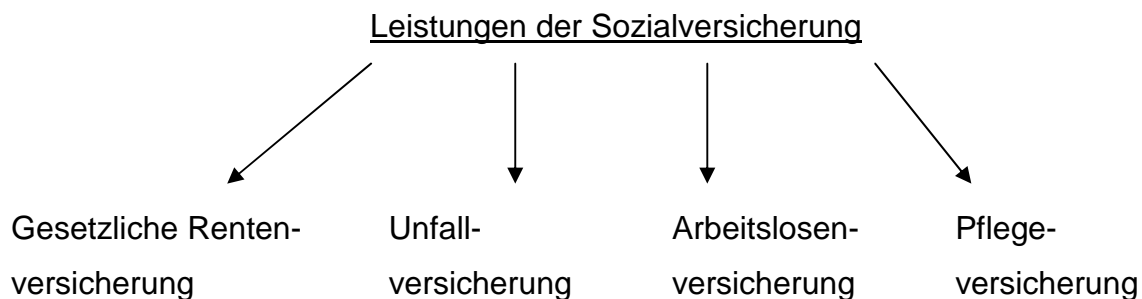 Leistungen der Sozialversicherung
Gesetzliche Renten- Unfall- Arbeitslosen- Pflege-
versicherung versicherung versicherung versicherung